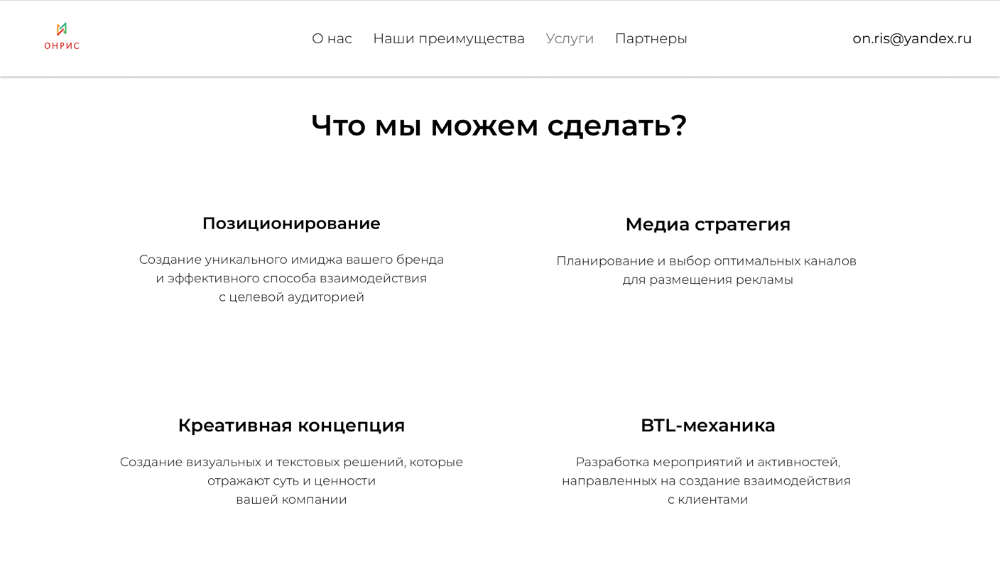 ОНРИС
О нас
Наши преимущества
Услуги
Партнеры
on.ris@yandex.ru
Что мы можем сделать?
Позиционирование
Создание уникального имиджа вашего бренда
и эффективного способа взаимодействия
с целевой аудиторией
Медиа стратегия
Планирование и выбор оптимальных каналов
для размещения рекламы
Креативная концепция
Создание визуальных и текстовых решений, которые
отражают суть и ценности
вашей компании
BTL-механика
Разработка мероприятий и активностей,
направленных на создание взаимодействия
с клиентами